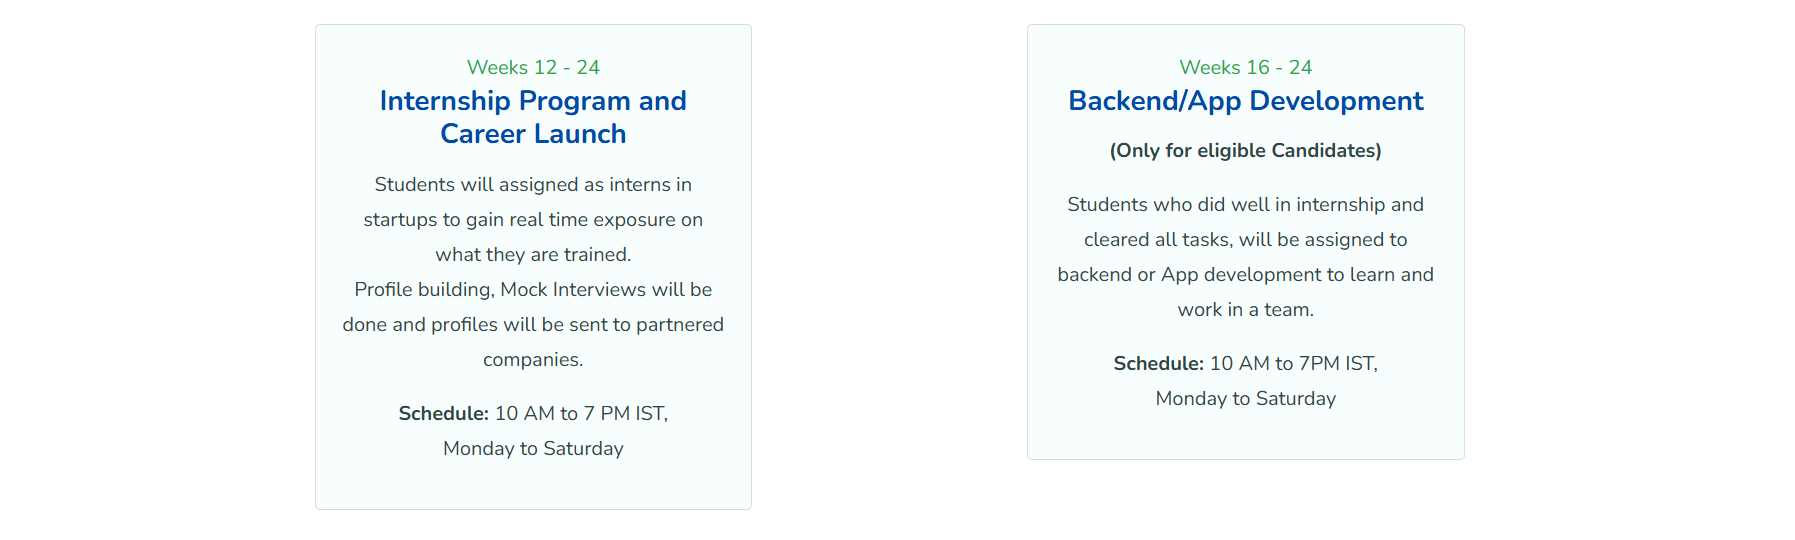 Weeks 12 - 24
Internship Program and
Career Launch
Students will assigned as interns in
startups to gain real time exposure on
what they are trained.
Profile building, Mock Interviews will be
done and profiles will be sent to partnered
companies.
Schedule: 10 AM to 7 PM IST,
Monday to Saturday
Weeks 16 - 24
Backend/App Development
(Only for eligible Candidates)
Students who did well in internship and
cleared all tasks, will be assigned to
backend or App development to learn and
work in a team.
Schedule: 10 AM to 7PM IST,
Monday to Saturday